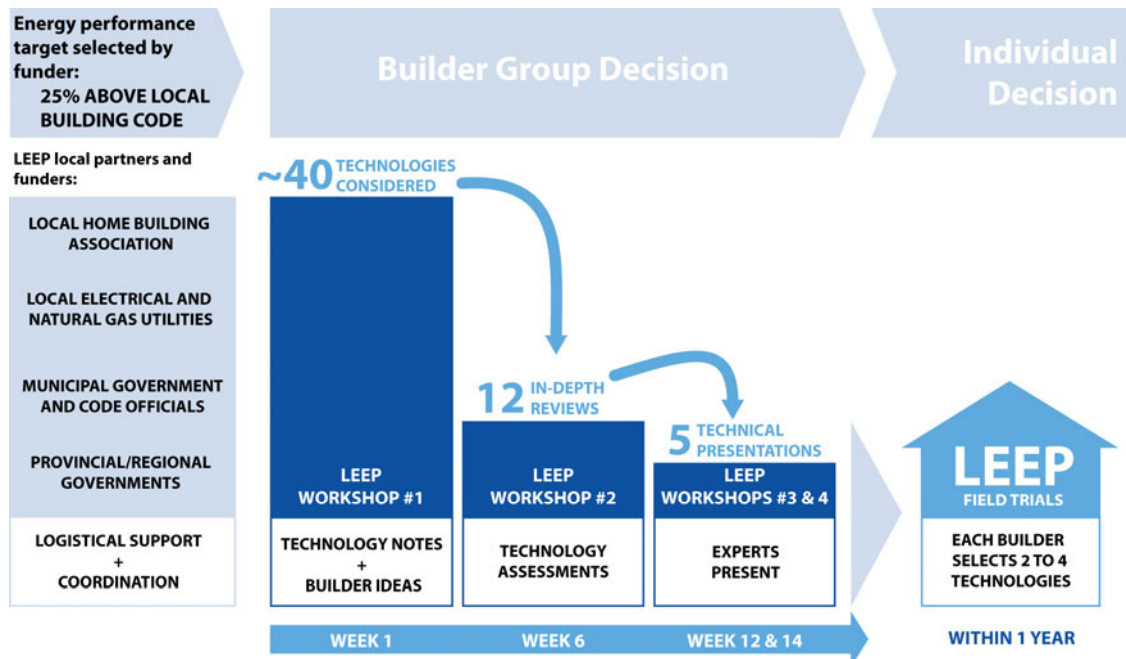 Energy performance
target selected by
funder:
25% ABOVE LOCAL
BUILDING CODE
Builder Group Decision
Individual
Decision
LEEP local partners and
funders:
LOCAL HOME BUILDING
ASSOCIATION
LOCAL ELECTRICAL AND
NATURAL GAS UTILITIES
MUNICIPAL GOVERNMENT
AND CODE OFFICIALS
PROVINCIAL/REGIONAL
GOVERNMENTS
LOGISTICAL SUPPORT
+
COORDINATION
~40 TECHNOLOGIES
CONSIDERED
LEEP
WORKSHOP #1
TECHNOLOGY NOTES
+
BUILDER IDEAS
12 IN-DEPTH
REVIEWS
LEEP
WORKSHOP #2
TECHNOLOGY
ASSESSMENTS
5 TECHNICAL
PRESENTATIONS
LEEP
WORKSHOPS #3 & 4
EXPERTS
PRESENT
LEEP
FIELD TRIALS
EACH BUILDER
SELECTS 2 TO 4
TECHNOLOGIES
WEEK 1
WEEK 6
WEEK 12 & 14
WITHIN 1 YEAR